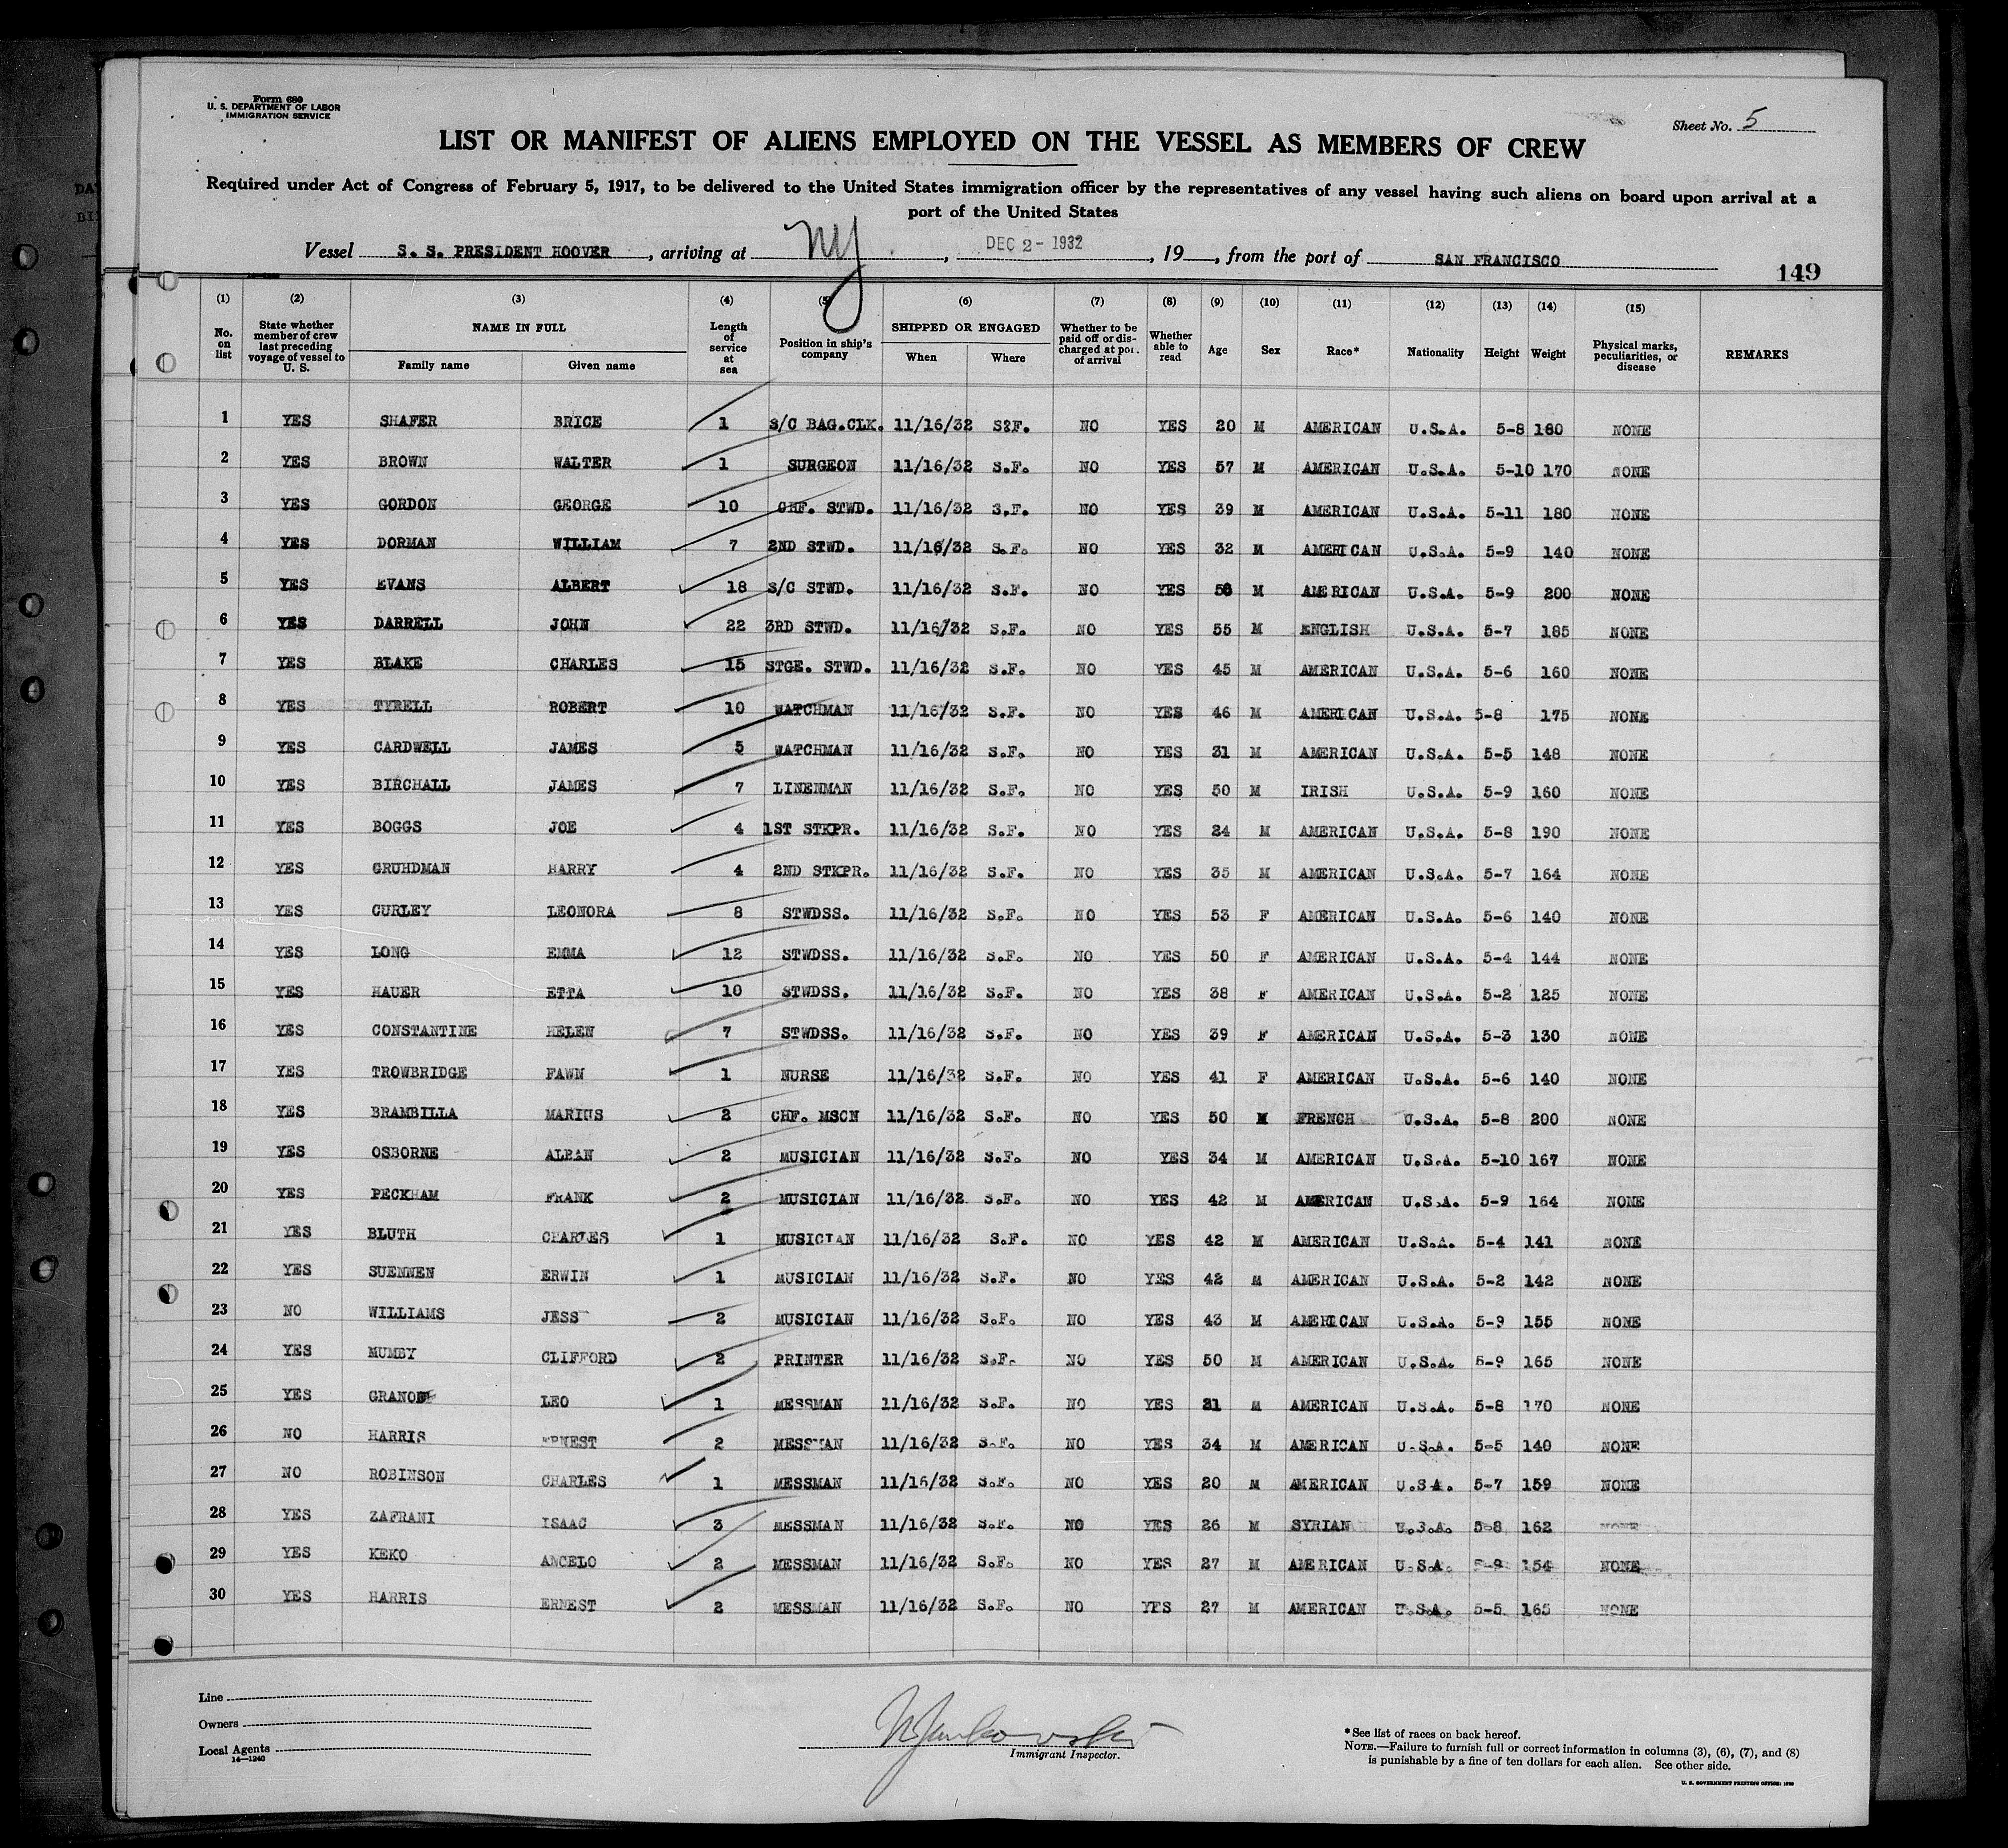 Form 680
U. S. DEPARTMENT OF LABOR
IMMIGRATION SERVICE
Sheet No. 5
LIST OR MANIFEST OF ALIENS EMPLOYED ON THE VESSEL AS MEMBERS OF CREW
Required under Act of Congress of February 5, 1917, to be delivered to the United States immigration officer by the representatives of any vessel having such aliens on board upon arrival at a
port of the United States
Vessel S. S. PRESIDENT HOOVER, arriving at NY, DEC 2 - 1932, 19, from the port of SAN FRANCISCO
149
(1) (2) (3) (4) (5) (6) (7) (8) (9) (10) (11) (12) (13) (14) (15)
No. on list State whether member of crew last preceding voyage of vessel to U. S. NAME IN FULL Family name Given name Length of service at sea Position in ship's company SHIPPED OR ENGAGED When Where Whether to be paid off or discharged at port of arrival Whether able to read Age Sex Race* Nationality Height Weight Physical marks, peculiarities, or disease REMARKS
1 YES SHAFER BRICE 1 S/C BAG.CLK. 11/16/32 S?F. NO YES 20 M AMERICAN U.S.A. 5-8 160 NONE
2 YES BROWN WALTER 1 SURGEON 11/16/32 S.F. NO YES 57 M AMERICAN U.S.A. 5-10 170 NONE
3 YES GORDON GEORGE 10 CHF. STWD. 11/16/32 S.F. NO YES 39 M AMERICAN U.S.A. 5-11 180 NONE
4 YES DORMAN WILLIAM 7 2ND STWD. 11/16/32 S.F. NO YES 32 M AMERICAN U.S.A. 5-9 140 NONE
5 YES EVANS ALBERT 18 S/C STWD. 11/16/32 S.F. NO YES M AMERICAN U.S.A. 5-9 200 NONE
6 YES DARRELL JOHN 22 3RD STWD. 11/16/32 S.F. NO YES 55 M ENGLISH U.S.A. 5-7 185 NONE
7 YES BLAKE CHARLES 15 STGE. STWD. 11/16/32 S.F. NO YES 45 M AMERICAN U.S.A. 5-6 160 NONE
8 YES TYRELL ROBERT 10 WATCHMAN 11/16/32 S.F. NO YES 46 M AMERICAN U.S.A. 5-8 175 NONE
9 YES CARDWELL JAMES 5 WATCHMAN 11/16/32 S.F. NO YES 31 M AMERICAN U.S.A. 5-5 148 NONE
10 YES BIRCHALL JAMES 7 LINENMAN 11/16/32 S.F. NO YES 50 M IRISH U.S.A. 5-9 160 NONE
11 YES BOGGS JOE 4 1ST STKPR. 11/16/32 S.F. NO YES 24 M AMERICAN U.S.A. 5-8 190 NONE
12 YES GRUHDMAN HARRY 4 2ND STKPR. 11/16/32 S.F. NO YES 35 M AMERICAN U.S.A. 5-7 164 NONE
13 YES CURLEY LEONORA 8 STWDSS. 11/16/32 S.F. NO YES 53 F AMERICAN U.S.A. 5-6 140 NONE
14 YES LONG EMMA 12 STWDSS. 11/16/32 S.F. NO YES 50 F AMERICAN U.S.A. 5-4 144 NONE
15 YES HAUER ETTA 10 STWDSS. 11/16/32 S.F. NO YES 38 F AMERICAN U.S.A. 5-2 125 NONE
16 YES CONSTANTINE HELEN 7 STWDSS. 11/16/32 S.F. NO YES 39 F AMERICAN U.S.A. 5-3 130 NONE
17 YES TROWBRIDGE FAWN 1 NURSE 11/16/32 S.F. NO YES 41 F AMERICAN U.S.A. 5-6 140 NONE
18 YES BRAMBILLA MARIUS 2 CHF. MSCN 11/16/32 S.F. NO YES 50 M FRENCH U.S.A. 5-8 200 NONE
19 YES OSBORNE ALBAN 2 MUSICIAN 11/16/32 S.F. NO YES 34 M AMERICAN U.S.A. 5-10 167 NONE
20 YES PECKHAM FRANK 2 MUSICIAN 11/16/32 S.F. NO YES 42 M AMERICAN U.S.A. 5-9 164 NONE
21 YES BLUTH CHARLES 1 MUSICIAN 11/16/32 S.F. NO YES 42 M AMERICAN U.S.A. 5-4 141 NONE
22 YES SUENNEN ERWIN 1 MUSICIAN 11/16/32 S.F. NO YES 42 M AMERICAN U.S.A. 5-2 142 NONE
23 NO WILLIAMS JESS 2 MUSICIAN 11/16/32 S.F. NO YES 43 M AMERICAN U.S.A. 5-9 155 NONE
24 YES MUMBY CLIFFORD 2 PRINTER 11/16/32 S.F. NO YES 50 M AMERICAN U.S.A. 5-9 165 NONE
25 YES LEO 1 MESSMAN 11/16/32 S.F. NO YES M AMERICAN U.S.A. 5-8 170 NONE
26 NO HARRIS ERNEST 2 MESSMAN 11/16/32 S.F. NO YES 34 M AMERICAN U.S.A. 5-5 140 NONE
27 NO ROBINSON CHARLES 1 MESSMAN 11/16/32 S.F. NO YES 20 M AMERICAN U.S.A. 5-7 159 NONE
28 YES ZAFRANI ISAAC 3 MESSMAN 11/16/32 S.F. NO YES 26 M SYRIAN U.S.A. 5-8 162 NONE
29 YES KEKO ANGELO 2 MESSMAN 11/16/32 S.F. NO YES 27 M AMERICAN U.S.A. 5-9 154 NONE
30 YES HARRIS ERNEST 2 MESSMAN 11/16/32 S.F. NO YES 27 M AMERICAN U.S.A. 5-5 165 NONE
Line
Owners
Local Agents
14—1240
Immigrant Inspector.
*See list of races on back hereof.
NOTE.—Failure to furnish full or correct information in columns (3), (6), (7), and (8)
is punishable by a fine of ten dollars for each alien. See other side.
U. S. GOVERNMENT PRINTING OFFICE